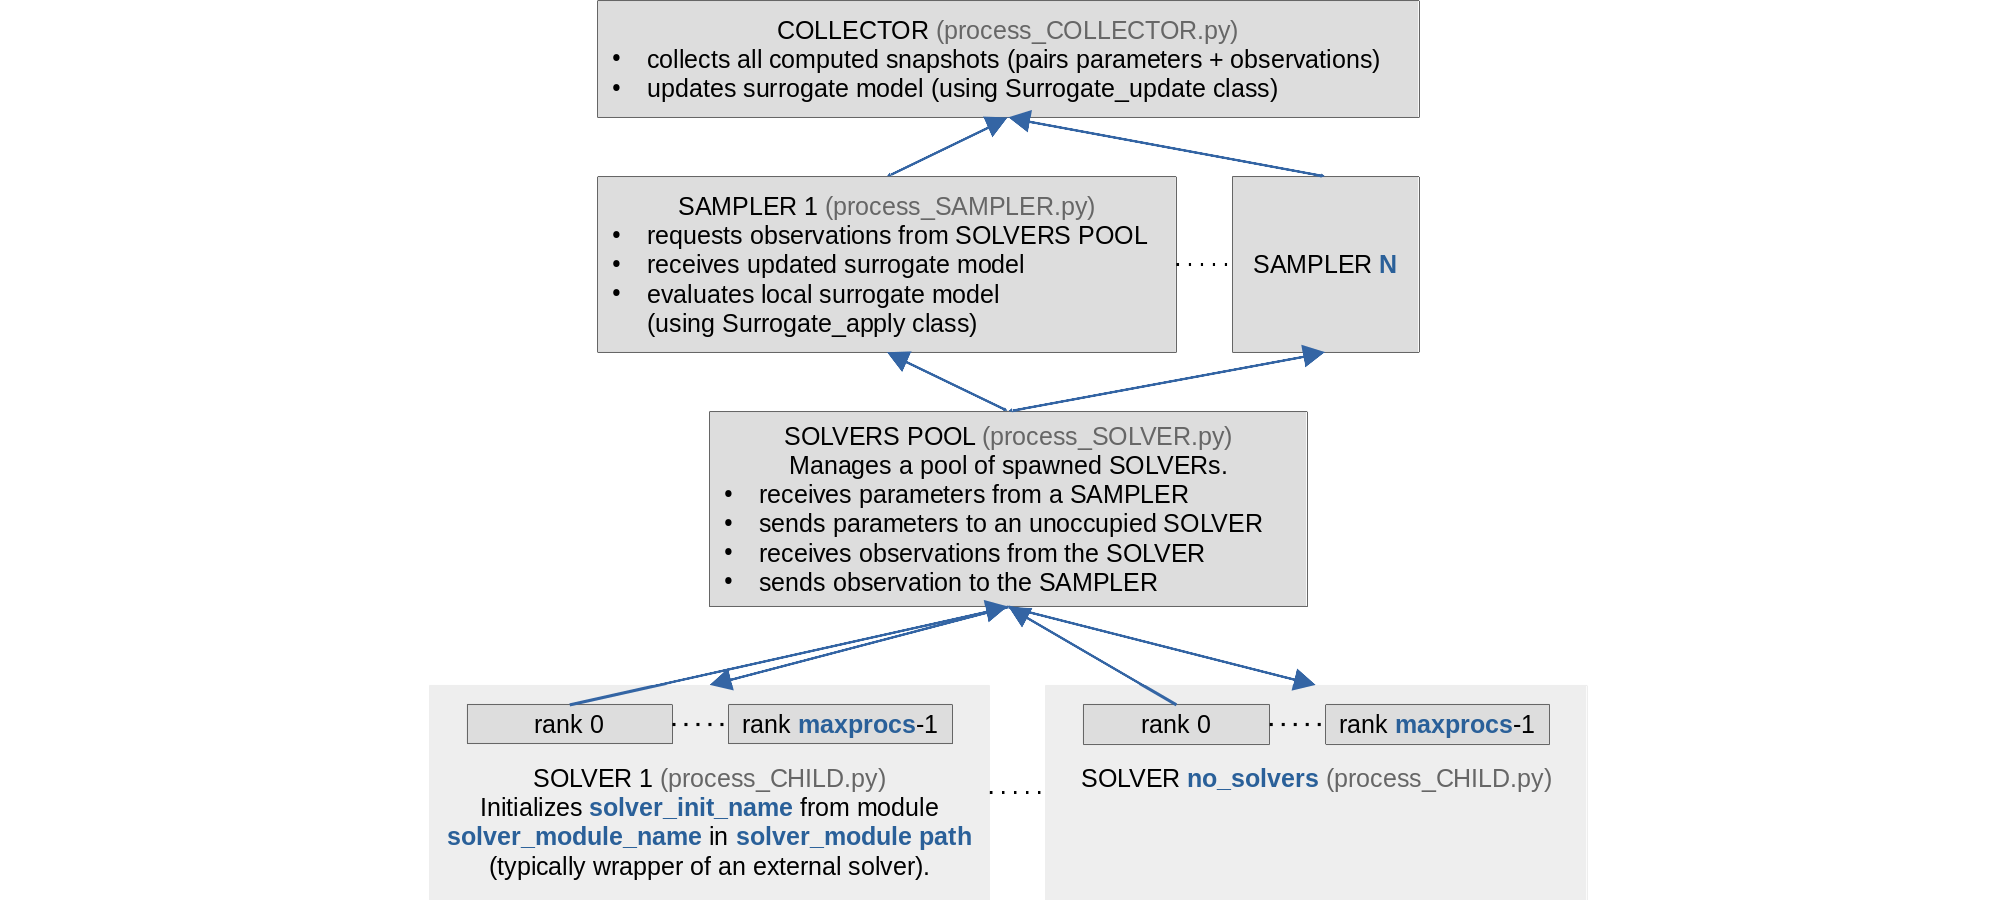 COLLECTOR (process_COLLECTOR.py)
• collects all computed snapshots (pairs parameters + observations)
• updates surrogate model (using Surrogate_update class)
SAMPLER 1 (process_SAMPLER.py)
• requests observations from SOLVERS POOL
• receives updated surrogate model
• evaluates local surrogate model
(using Surrogate_apply class)
SAMPLER N
SOLVERS POOL (process_SOLVER.py)
Manages a pool of spawned SOLVERs.
• receives parameters from a SAMPLER
• sends parameters to an unoccupied SOLVER
• receives observations from the SOLVER
• sends observation to the SAMPLER
rank 0
rank maxprocs-1
SOLVER 1 (process_CHILD.py)
Initializes solver_init_name from module
solver_module_name in solver_module path
(typically wrapper of an external solver).
rank 0
rank maxprocs-1
SOLVER no_solvers (process_CHILD.py)